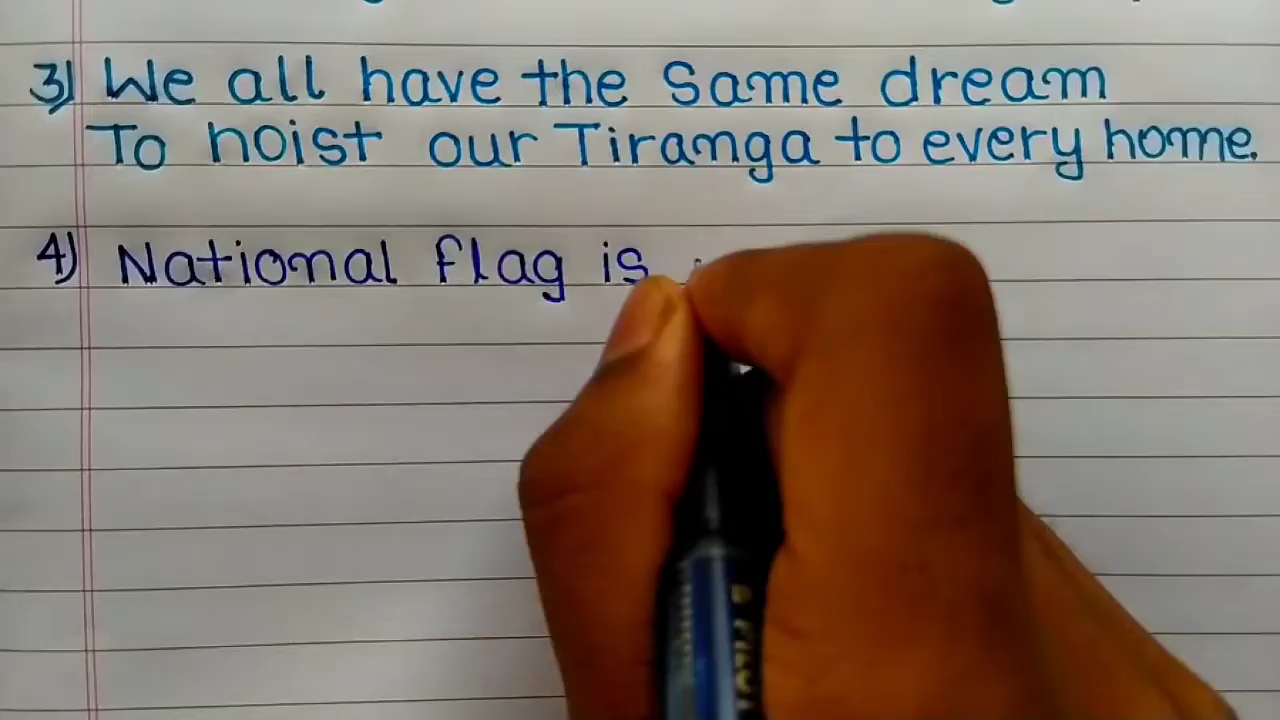 3) We all have the Same dream
To hoist our Tiranga to every home.
4) National flag is